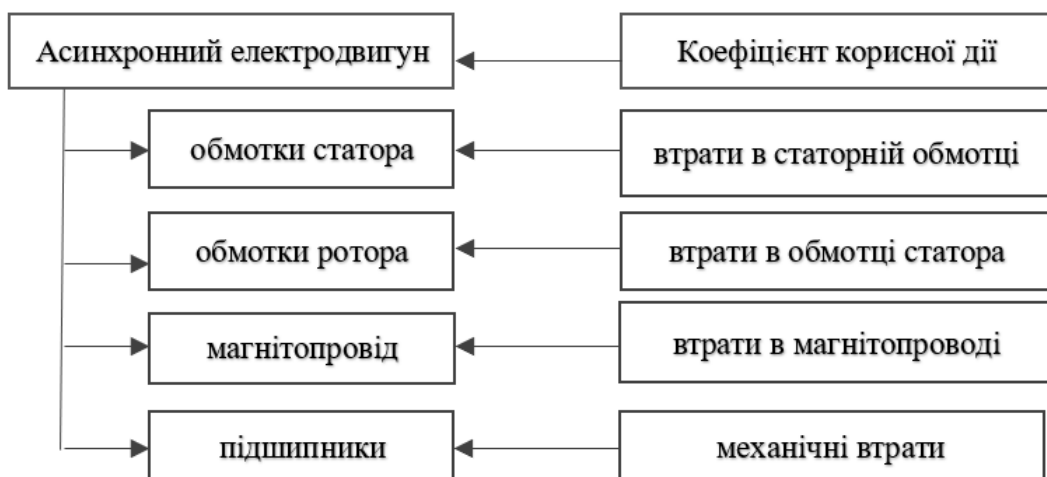 Асинхронний електродвигун
Коефіцієнт корисної дії
обмотки статора
втрати в статорній обмотці
обмотки ротора
втрати в обмотці статора
магнітопровід
втрати в магнітопроводі
підшипники
механічні втрати